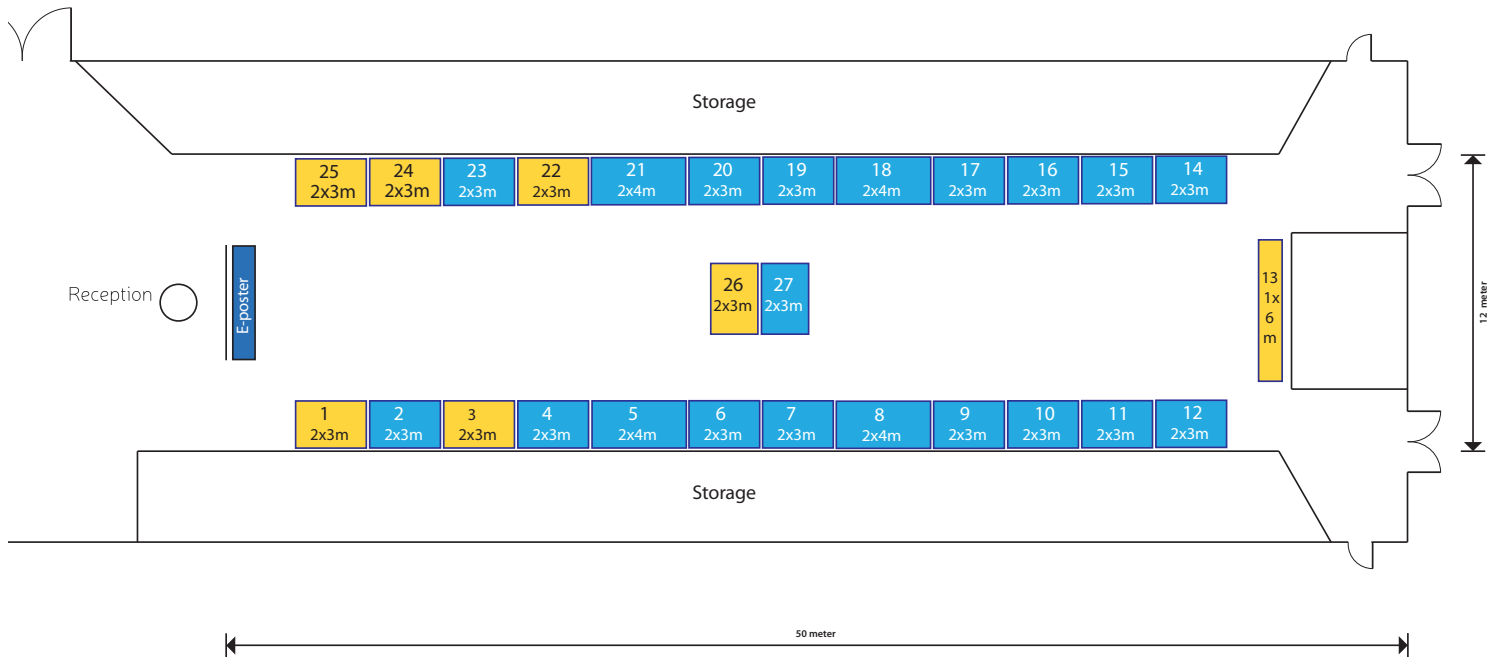 Storage
25
2x3m
24
2x3m
23
2x3m
22
2x3m
21
2x4m
20
2x3m
19
2x3m
18
2x4m
17
2x3m
16
2x3m
15
2x3m
14
2x3m
Reception
E-poster
26
2x3m
27
2x3m
13
1x
6
m
12 meter
1
2x3m
2
2x3m
3
2x3m
4
2x3m
5
2x4m
6
2x3m
7
2x3m
8
2x4m
9
2x3m
10
2x3m
11
2x3m
12
2x3m
Storage
50 meter